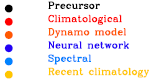 Precursor
Climatological
Dynamo model
Neural network
Spectral
Recent climatology